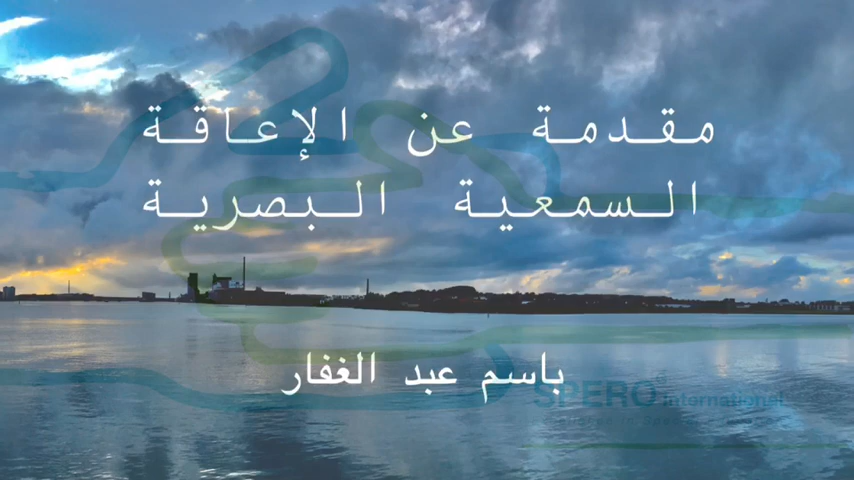 مقدمة عن الإعاقة
السمعية البصرية
باسم عبد الغفار
SPERO international